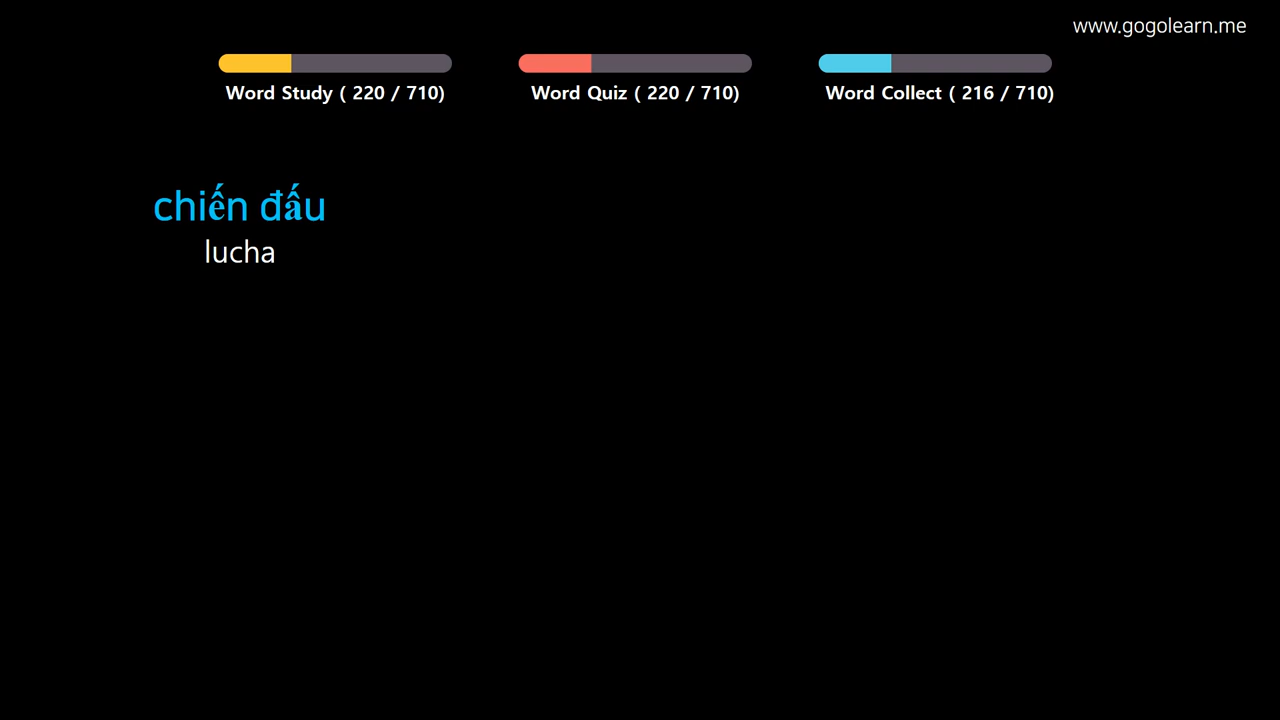 www.gogolearn.me
Word Study ( 220 / 710)
Word Quiz ( 220 / 710)
Word Collect ( 216 / 710)
chiến đấu
lucha